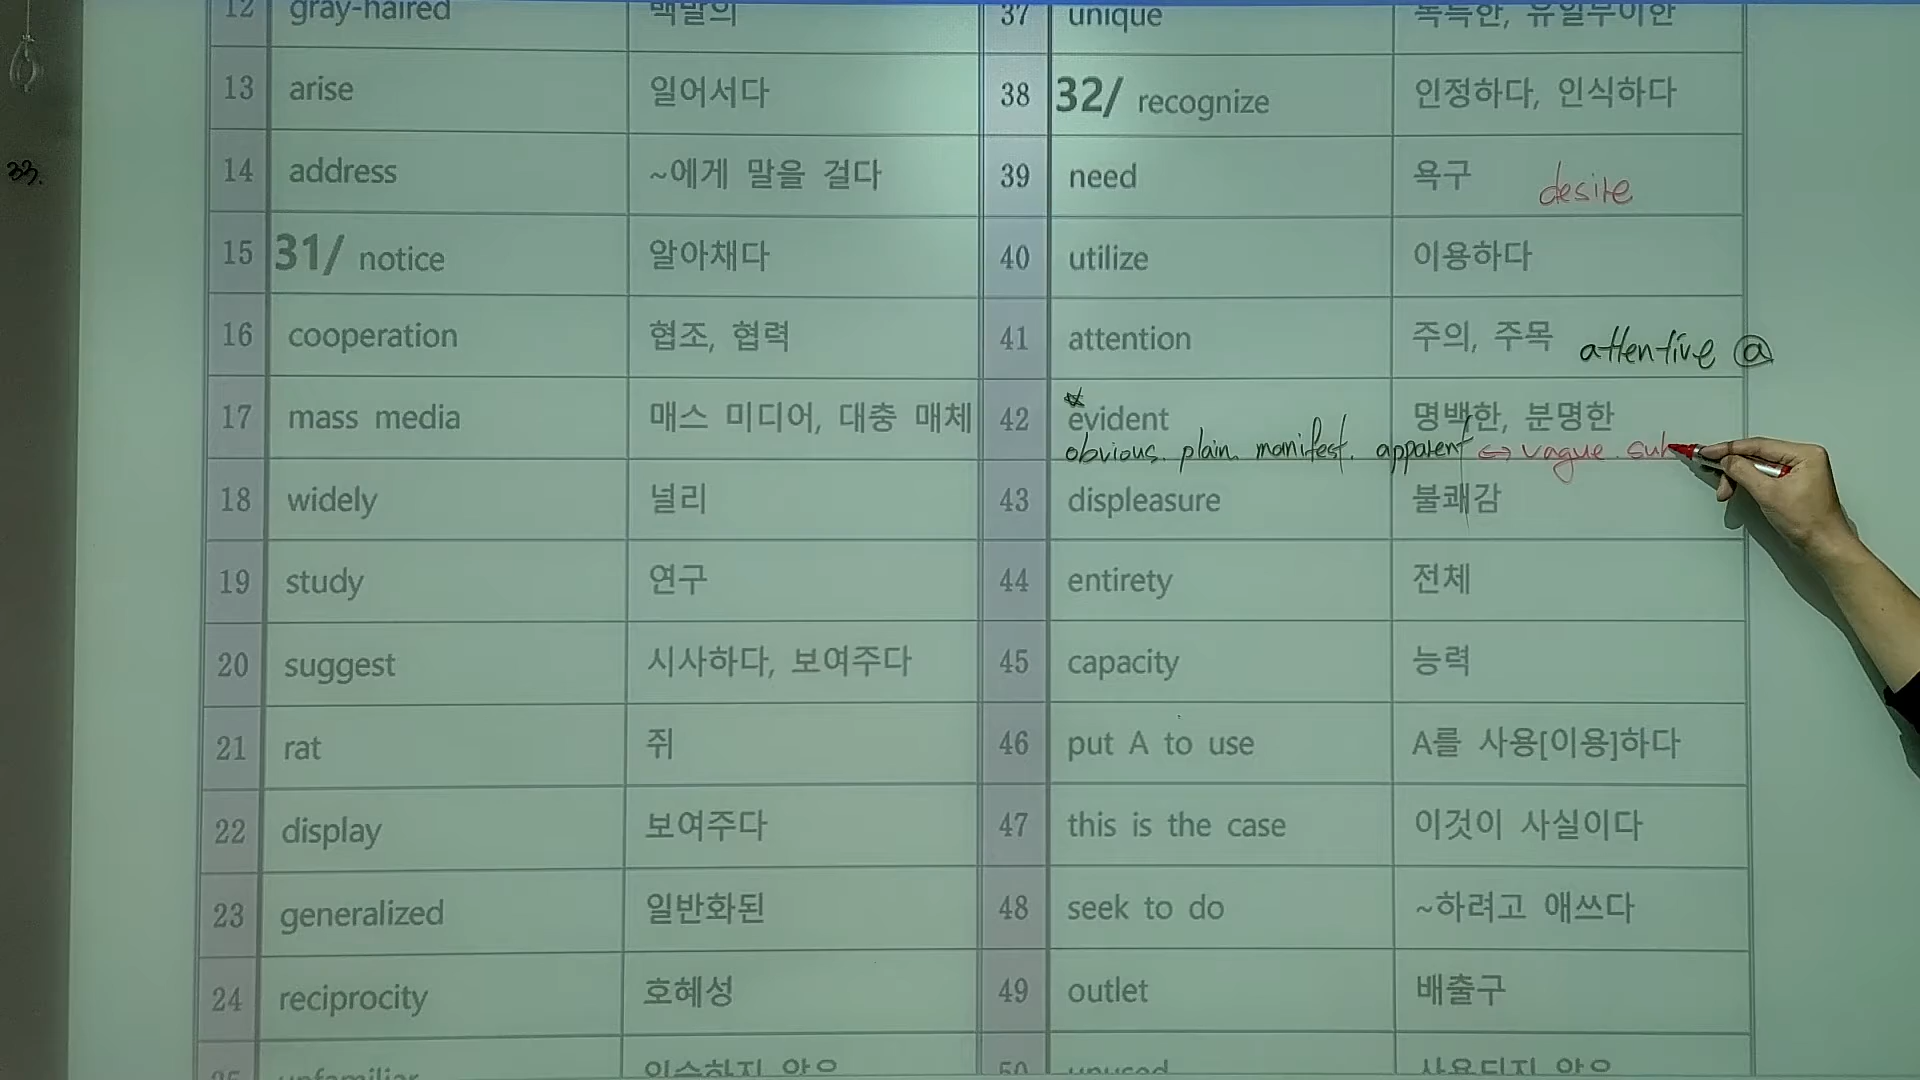 12 gray-haired 백발의 37 unique 독특한, 유일무이한
13 arise 일어서다 38 32/ recognize 인정하다, 인식하다
33.
14 address ~에게 말을 걸다 39 need 욕구 desire
15 31/ notice 알아채다 40 utilize 이용하다
16 cooperation 협조, 협력 41 attention 주의, 주목 attentive ⓐ
17 mass media 매스 미디어, 대중 매체 42 evident 명백한, 분명한
obvious. plain. manifest. apparent ↔ vague. sub
18 widely 널리 43 displeasure 불쾌감
19 study 연구 44 entirety 전체
20 suggest 시사하다, 보여주다 45 capacity 능력
21 rat 쥐 46 put A to use A를 사용[이용]하다
22 display 보여주다 47 this is the case 이것이 사실이다
23 generalized 일반화된 48 seek to do ~하려고 애쓰다
24 reciprocity 호혜성 49 outlet 배출구
25 unfamiliar 50 unused